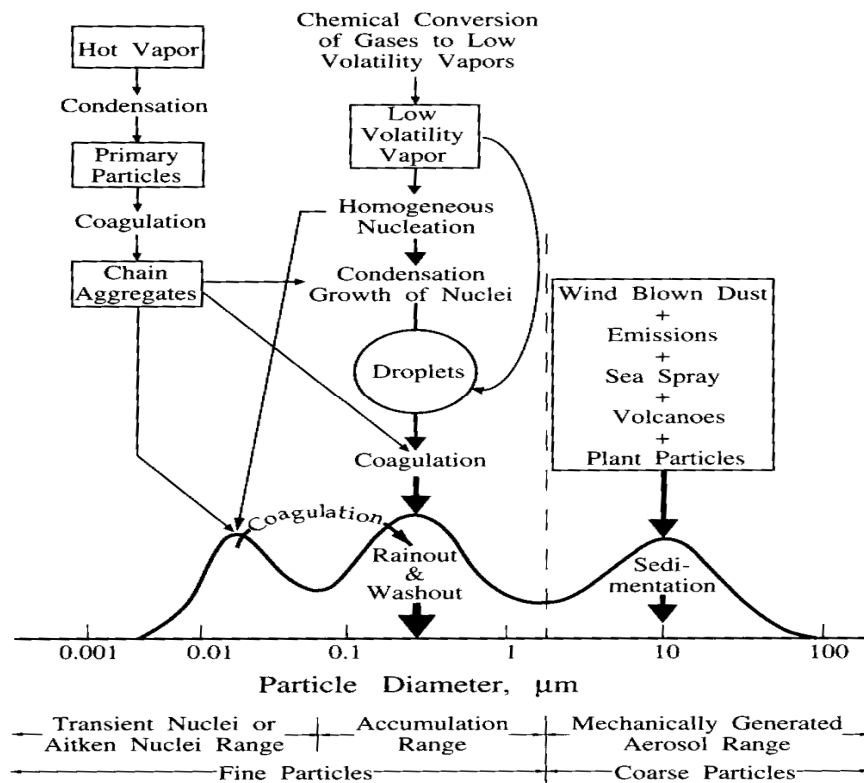 Hot Vapor
Condensation
Primary
Particles
Coagulation
Chain
Aggregates
Chemical Conversion
of Gases to Low
Volatility Vapors
Low
Volatility
Vapor
Homogeneous
Nucleation
Condensation
Growth of Nuclei
Droplets
Coagulation
Wind Blown Dust
+
Emissions
+
Sea Spray
+
Volcanoes
+
Plant Particles
Coagulation
Rainout
&
Washout
Sedi-
mentation
0.001 0.01 0.1 1 10 100
Particle Diameter, μm
Transient Nuclei or
Aitken Nuclei Range
Accumulation
Range
Mechanically Generated
Aerosol Range
Fine Particles
Coarse Particles